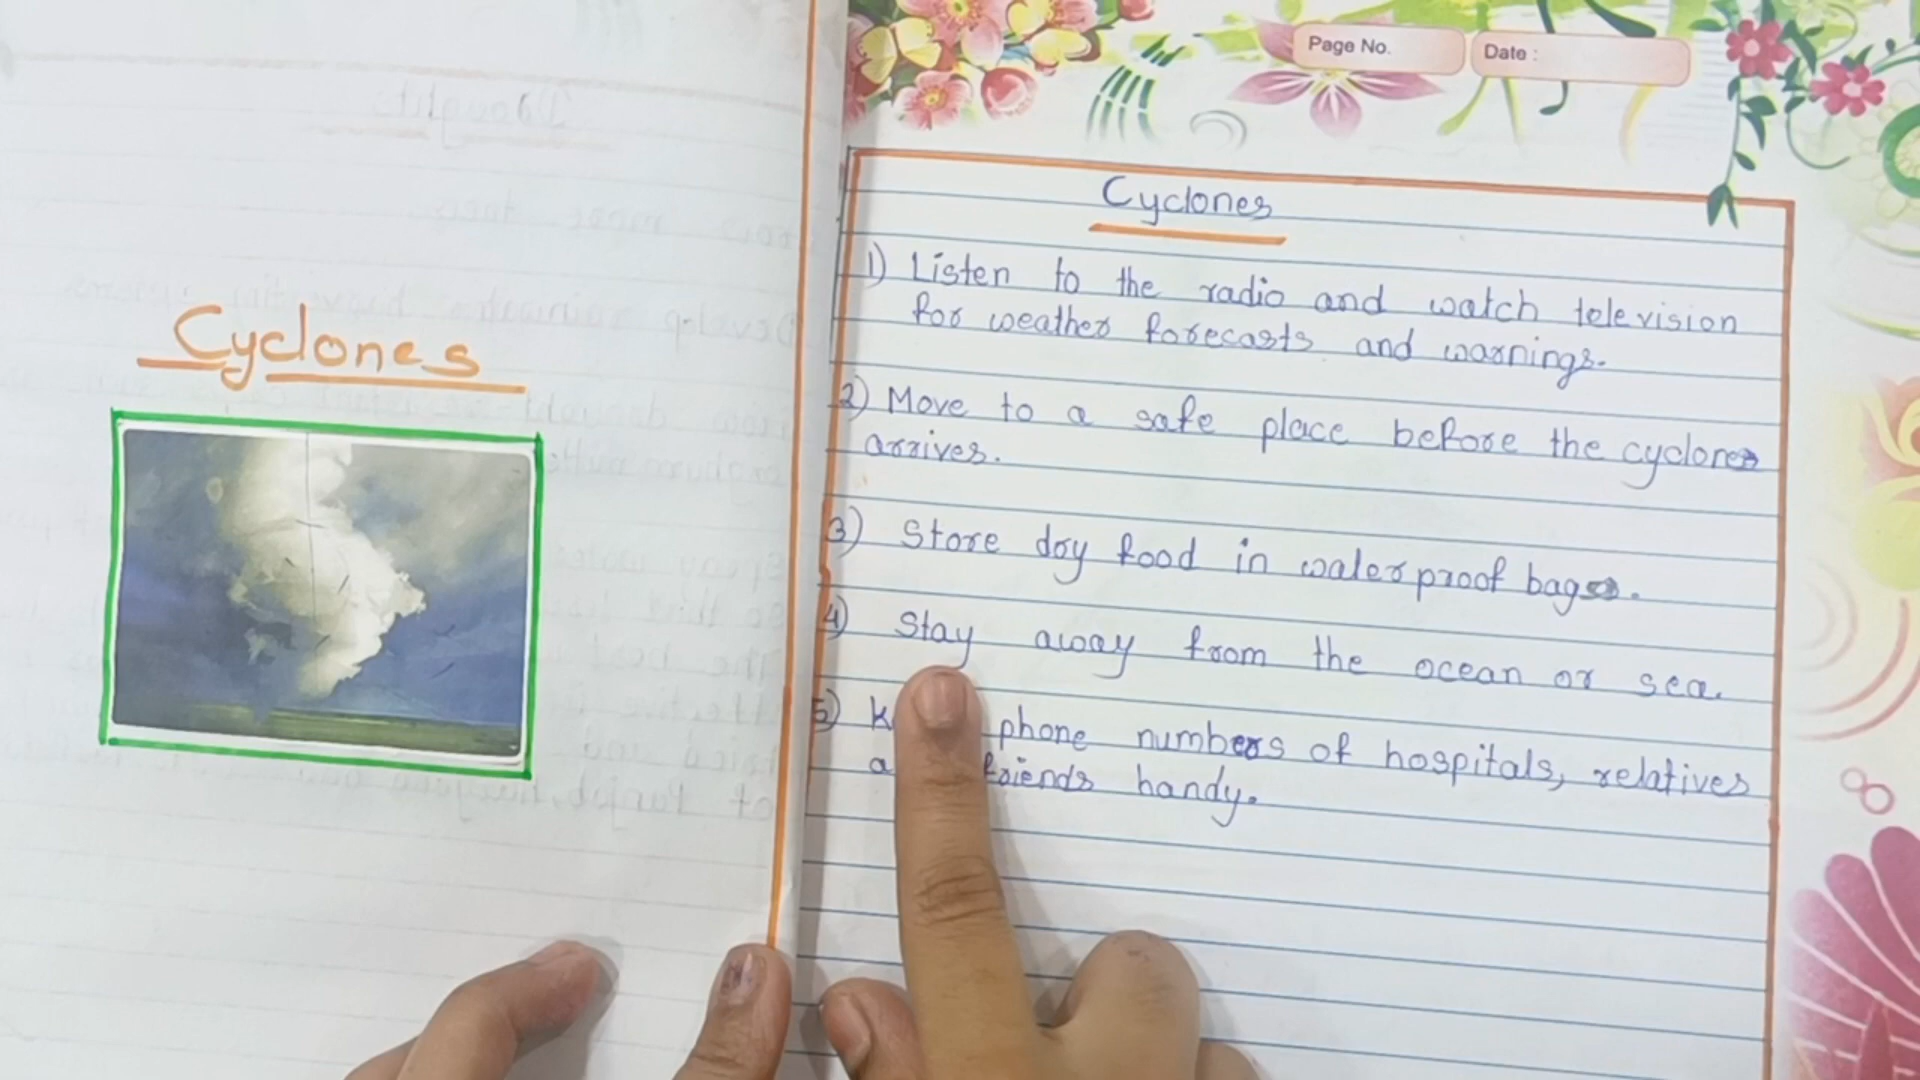 Cyclones
Page No.
Date :
Cyclones
1) Listen to the radio and watch television
for weather forecasts and warnings.
2) Move to a safe place before the cyclones
arrives.
3) Store dry food in waterproof bags.
4) Stay away from the ocean or sea.
5) phone numbers of hospitals, relatives
friends handy.